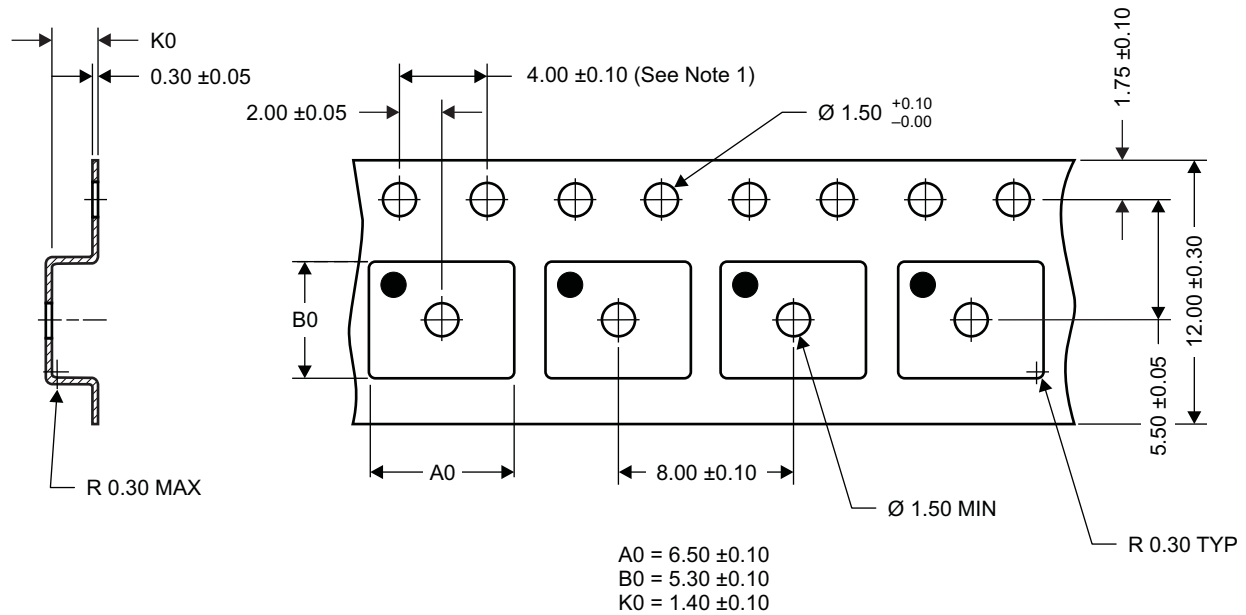 K0
0.30 ±0.05
4.00 ±0.10 (See Note 1)
2.00 ±0.05
Ø 1.50 +0.10 –0.00
1.75 ±0.10
B0
12.00 ±0.30
5.50 ±0.05
A0
8.00 ±0.10
R 0.30 MAX
Ø 1.50 MIN
R 0.30 TYP
A0 = 6.50 ±0.10
B0 = 5.30 ±0.10
K0 = 1.40 ±0.10